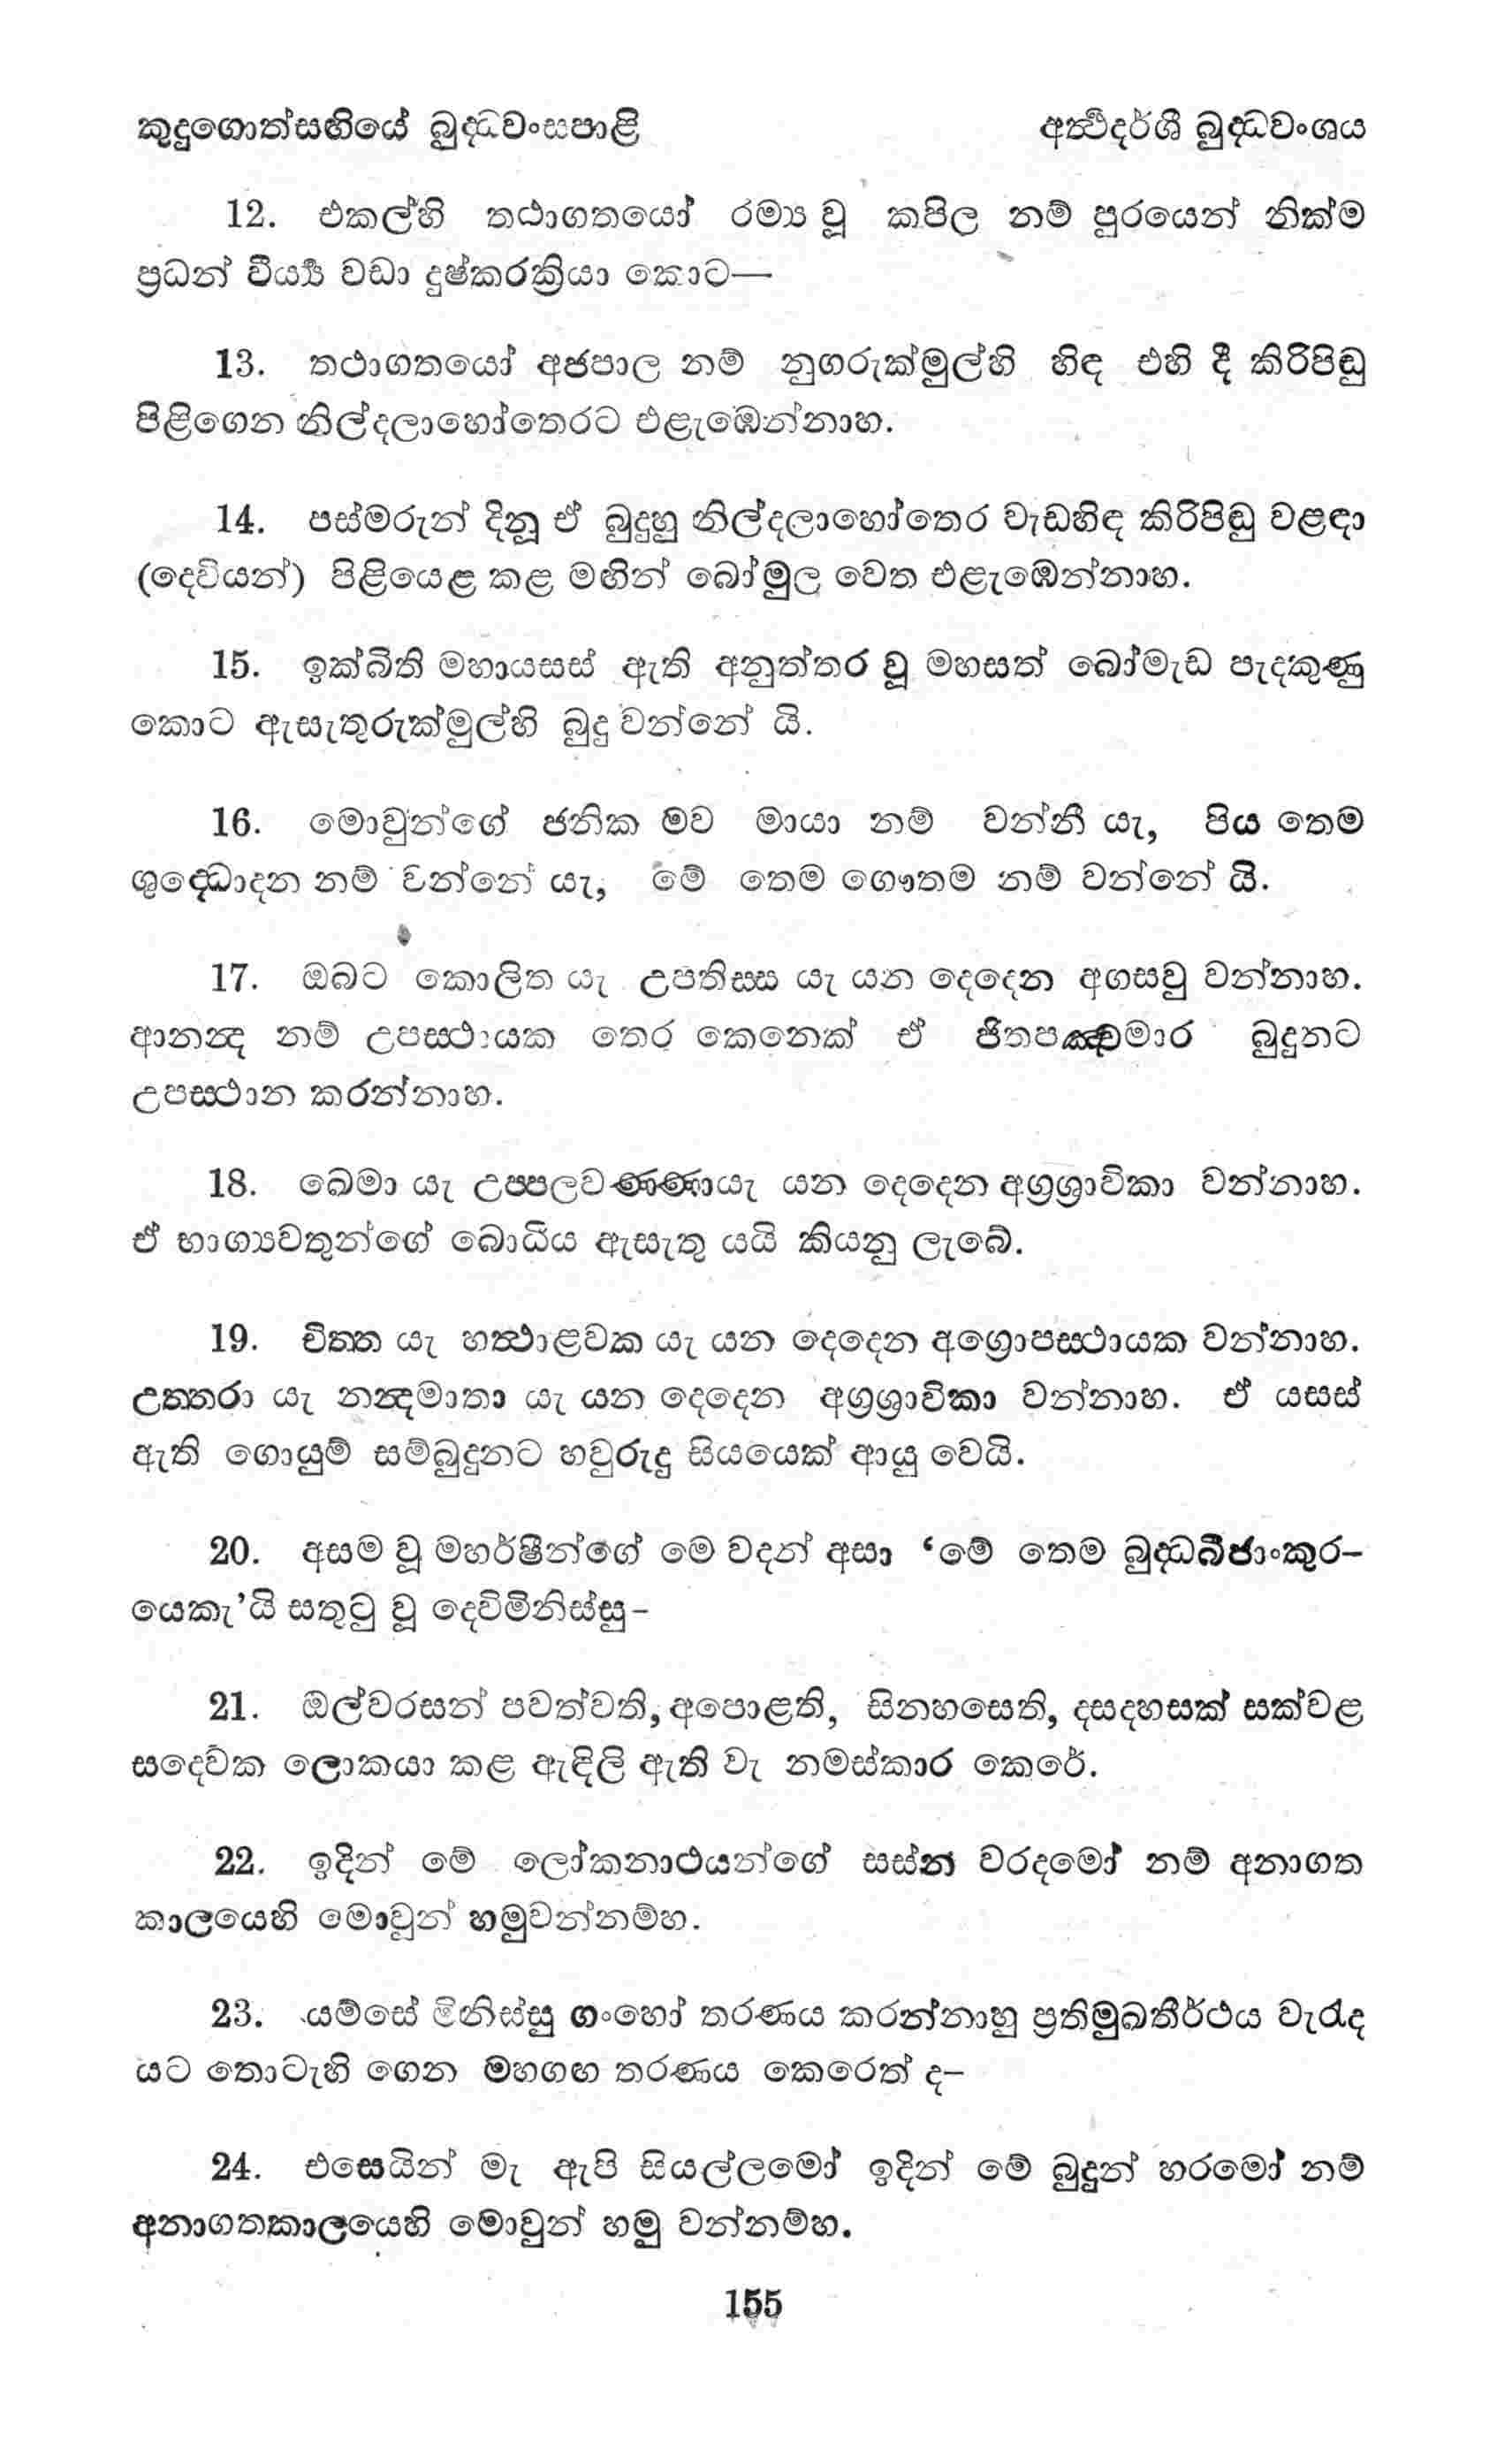 කුදුගොත්සඟියේ බුද්ධවංසපාළි අර්ත්‍ථදර්ශී බුද්ධවංශය
12. එකල්හි තථාගතයෝ රම්‍ය වූ කපිල නම් පුරයෙන් නික්ම
ප්‍රධන් වීර්‍ය්‍ය වඩා දුෂ්කරක්‍රියා කොට—
13. තථාගතයෝ අජපාල නම් නුගරුක්මුල්හි හිඳ එහි දී කිරිපිඬු
පිළිගෙන නිල්දලාහෝතෙරට එළැඹෙන්නාහ.
14. පස්මරුන් දිනූ ඒ බුදුහු නිල්දලාහෝතෙර වැඩහිඳ කිරිපිඬු වළඳා
(දෙවියන්) පිළියෙළ කළ මඟින් බෝමුල වෙත එළැඹෙන්නාහ.
15. ඉක්බිති මහායසස් ඇති අනුත්තර වූ මහසත් බෝමැඩ පැදකුණු
කොට ඇසැතුරුක්මුල්හි බුදු වන්නේ යි.
16. මොවුන්ගේ ජනික මව මායා නම් වන්නී යැ, පිය තෙම
ශුද්ධොදන නම් වන්නේ යැ, මේ තෙම ගෞතම නම් වන්නේ යි.
17. ඔබට කොලිත යැ උපතිස්ස යැ යන දෙදෙන අගසවු වන්නාහ.
ආනන්‍ද නම් උපස්ථායක තෙර කෙනෙක් ඒ ජිතපඤ්චමාර බුදුනට
උපස්ථාන කරන්නාහ.
18. ඛෙමා යැ උප්පලවණ්ණායැ යන දෙදෙන අග්‍රශ්‍රාවිකා වන්නාහ.
ඒ භාග්‍යවතුන්ගේ බොධිය ඇසැතු යයි කියනු ලැබේ.
19. චිත්ත යැ හත්ථාළවක යැ යන දෙදෙන අග්‍රොපස්ථායක වන්නාහ.
උත්තරා යැ නන්‍දමාතා යැ යන දෙදෙන අග්‍රශ්‍රාවිකා වන්නාහ. ඒ යසස්
ඇති ගොයුම් සම්බුදුනට හවුරුදු සියයෙක් ආයු වෙයි.
20. අසම වූ මහර්ෂීන්ගේ මෙ වදන් අසා ‘මේ තෙම බුද්ධබීජාංකුර–
යෙකැ’යි සතුටු වූ දෙව්මිනිස්සු–
21. ඔල්වරසන් පවත්වති, අපොළති, සිනහසෙති, දසදහසක් සක්වළ
සදෙවක ලොකයා කළ ඇඳිලි ඇති වැ නමස්කාර කෙරේ.
22. ඉදින් මේ ලෝකනාථයන්ගේ සස්න වරදමෝ නම් අනාගත
කාලයෙහි මොවුන් හමුවන්නම්හ.
23. යම්සේ මිනිස්සු ගංහෝ තරණය කරන්නාහු ප්‍රතිමුඛතීර්ථය වැරැද
යට තොටැහි ගෙන මහගඟ තරණය කෙරෙත් ද–
24. එසෙයින් මැ ඇපි සියල්ලමෝ ඉදින් මේ බුදුන් හරමෝ නම්
අනාගතකාලයෙහි මොවුන් හමු වන්නම්හ.
155